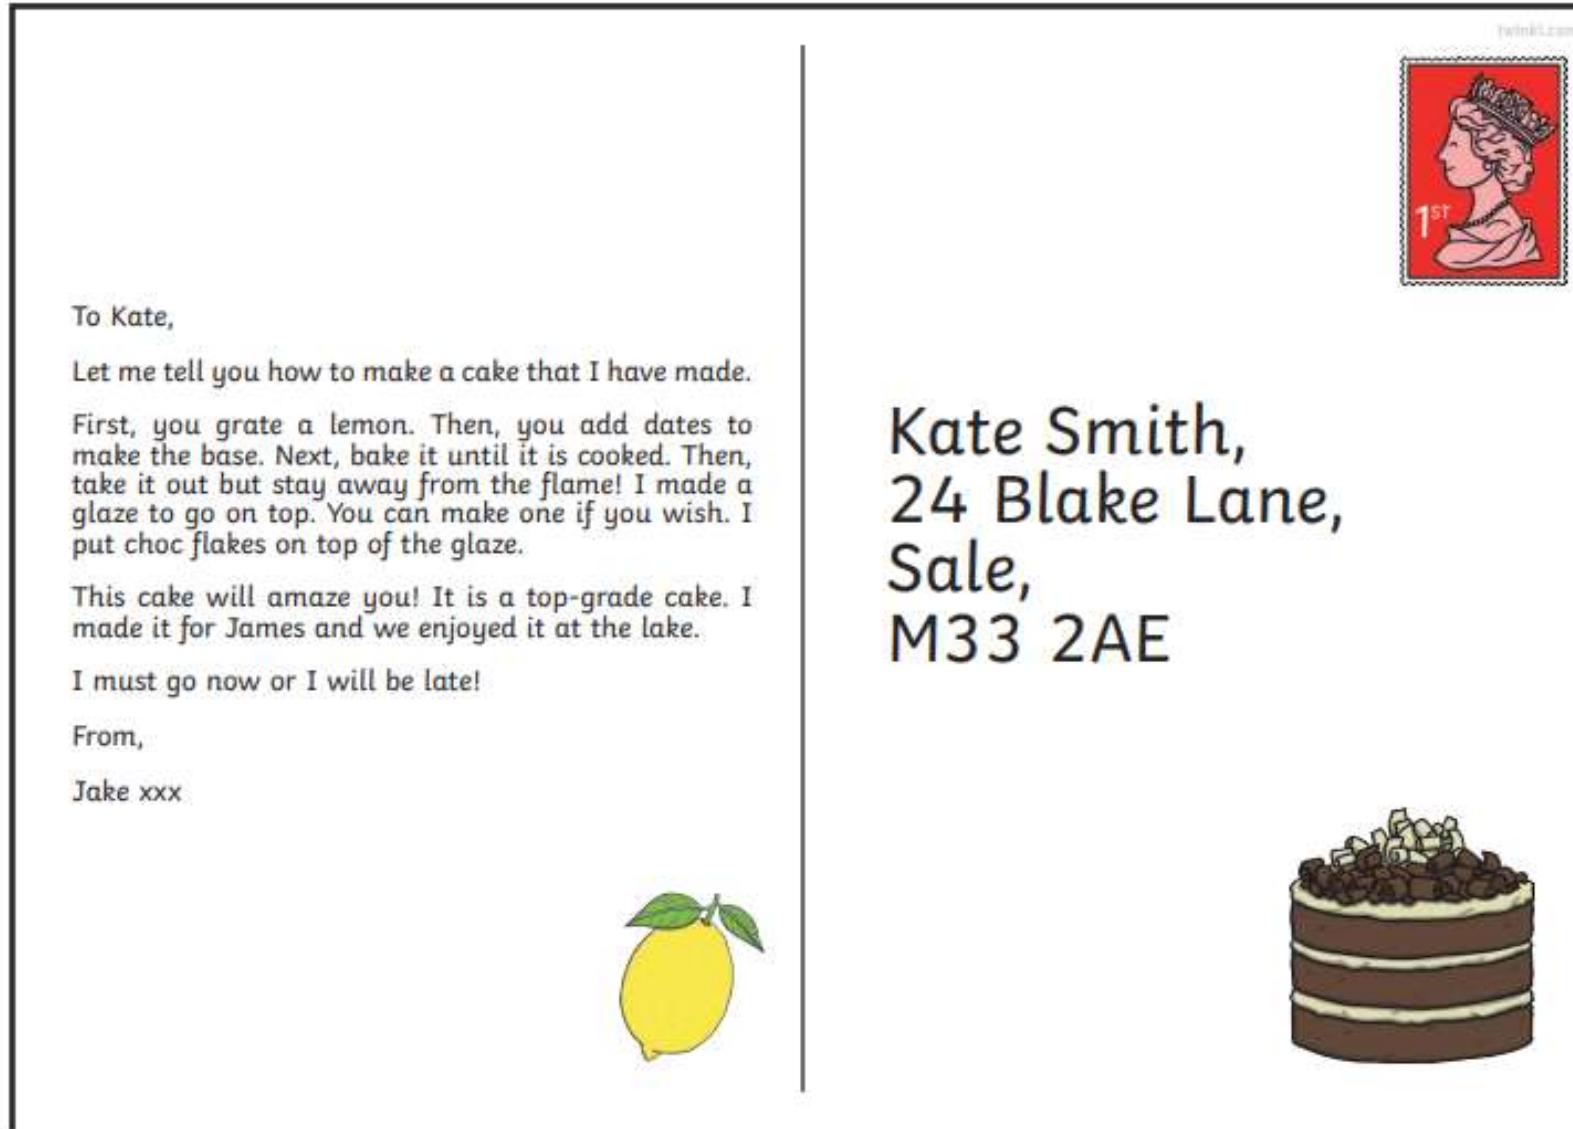 twinkl.com
To Kate,
Let me tell you how to make a cake that I have made.
First, you grate a lemon. Then, you add dates to
make the base. Next, bake it until it is cooked. Then,
take it out but stay away from the flame! I made a
glaze to go on top. You can make one if you wish. I
put choc flakes on top of the glaze.
This cake will amaze you! It is a top-grade cake. I
made it for James and we enjoyed it at the lake.
I must go now or I will be late!
From,
Jake xxx
1ST
Kate Smith,
24 Blake Lane,
Sale,
M33 2AE